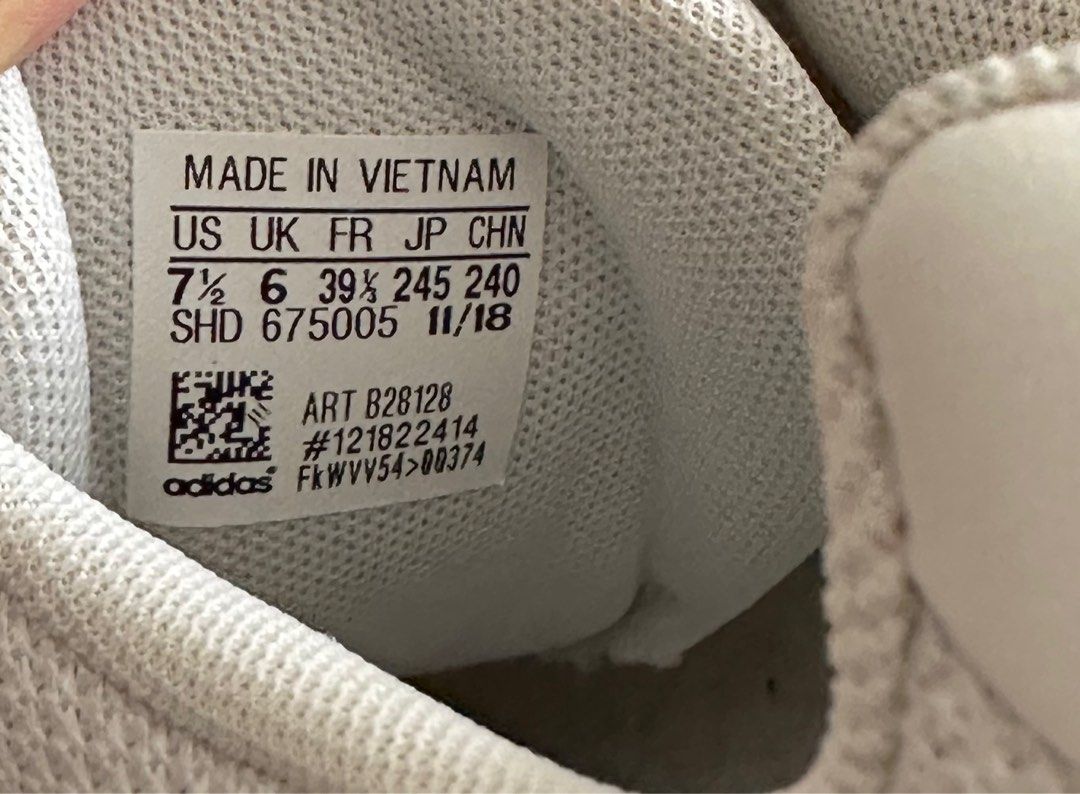 MADE IN VIETNAM
US UK FR JP CHN
7½ 6 39⅓ 245 240
SHD 675005 11/18
ART B28128
#121822414
FkWVV54>00374
adidas